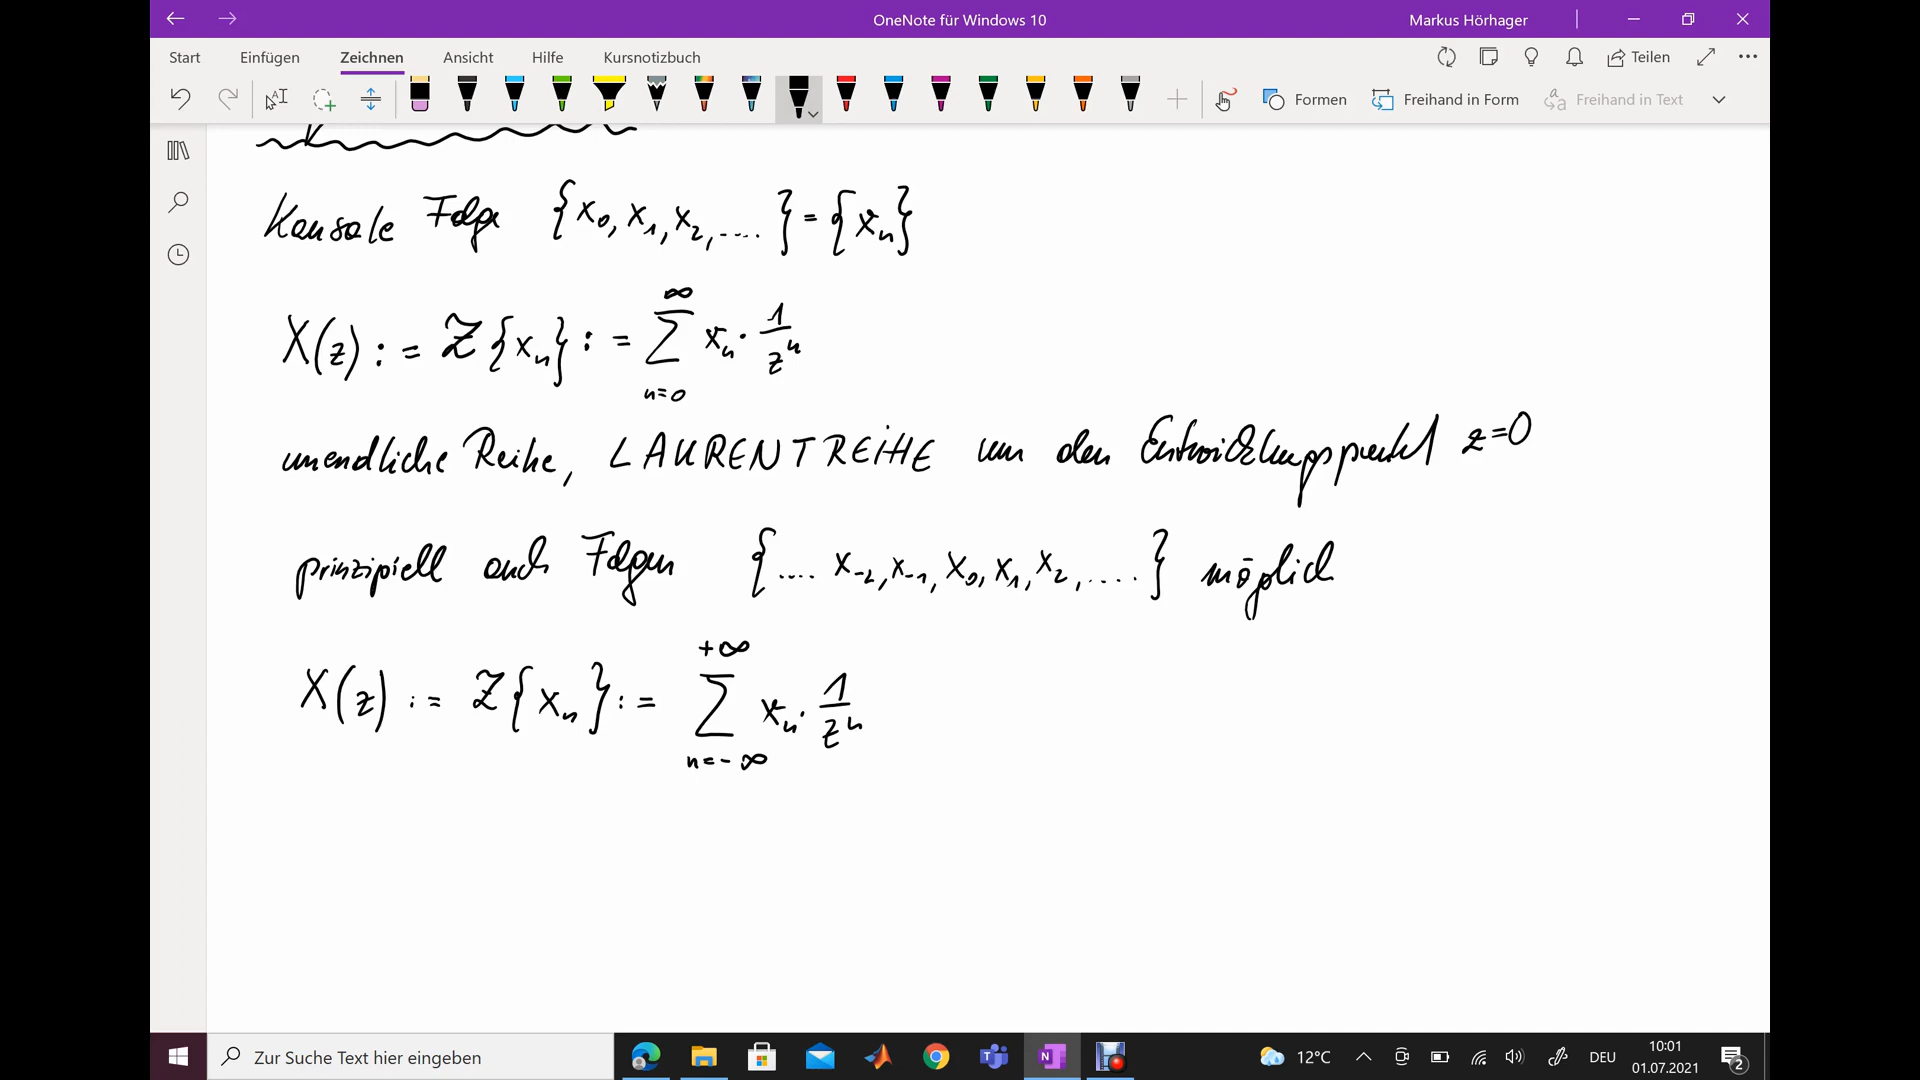 OneNote für Windows 10
Markus Hörhager
Start Einfügen Zeichnen Ansicht Hilfe Kursnotizbuch
Teilen
Formen Freihand in Form Freihand in Text
Kausale Folge {x₀, x₁, x₂, ....} = {xₙ}
X(z) := Z{xₙ} := ∑ₙ₌₀^∞ xₙ · 1/zⁿ
unendliche Reihe, LAURENTREIHE um den Entwicklungspunkt z=0
prinzipiell auch Folgen {.... x₋₂, x₋₁, x₀, x₁, x₂, ....} möglich
X(z) := Z{xₙ} := ∑ₙ₌₋∞^+∞ xₙ · 1/zⁿ
Zur Suche Text hier eingeben
12°C
DEU
10:01
01.07.2021
2